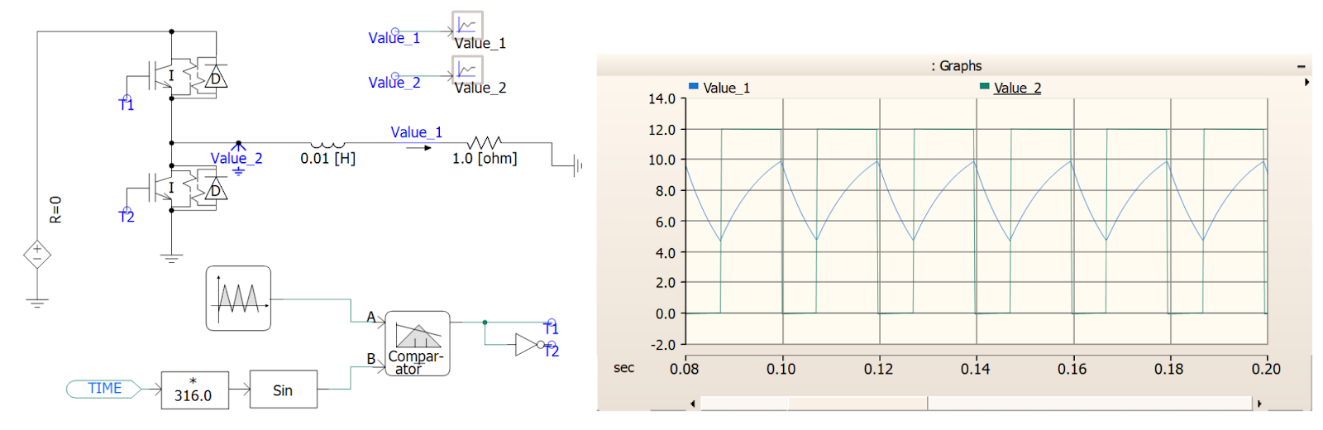 Value_1
Value_1
Value_2
Value_2
I
D
T1
Value_1
Value_2
0.01 [H]
1.0 [ohm]
I
D
T2
R=0
+
-
A
T1
T2
B
Compar-
ator
TIME
*
316.0
Sin
: Graphs
Value_1
Value_2
14.0
12.0
10.0
8.0
6.0
4.0
2.0
0.0
-2.0
sec 0.08 0.10 0.12 0.14 0.16 0.18 0.20